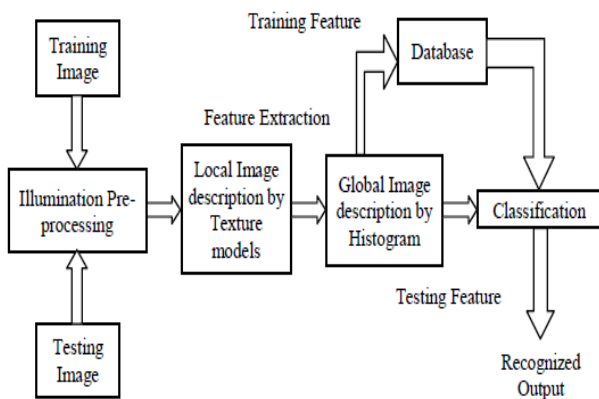 Training Feature
Training
Image
Database
Feature Extraction
Illumination Pre-
processing
Local Image
description by
Texture
models
Global Image
description by
Histogram
Classification
Testing Feature
Testing
Image
Recognized
Output